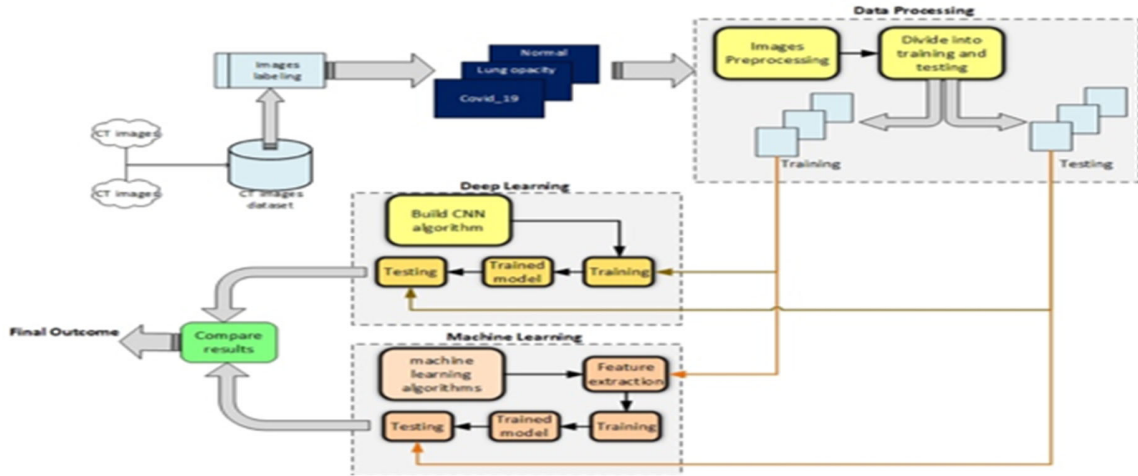 Data Processing
Images
Preprocessing
Divide into
training and
testing
Training
Testing
Images
labeling
Normal
Lung opacity
Covid_19
CT images
CT images
CT images
dataset
Deep Learning
Build CNN
algorithm
Testing
Trained
model
Training
Final Outcome
Compare
results
Machine Learning
machine
learning
algorithms
Feature
extraction
Testing
Trained
model
Training